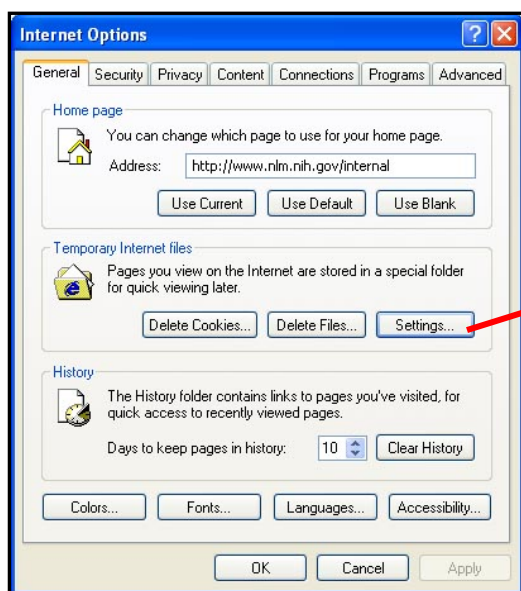 Internet Options
General Security Privacy Content Connections Programs Advanced
Home page
You can change which page to use for your home page.
Address: http://www.nlm.nih.gov/internal
Use Current Use Default Use Blank
Temporary Internet files
Pages you view on the Internet are stored in a special folder
for quick viewing later.
Delete Cookies... Delete Files... Settings...
History
The History folder contains links to pages you've visited, for
quick access to recently viewed pages.
Days to keep pages in history: 10 Clear History
Colors... Fonts... Languages... Accessibility...
OK Cancel Apply